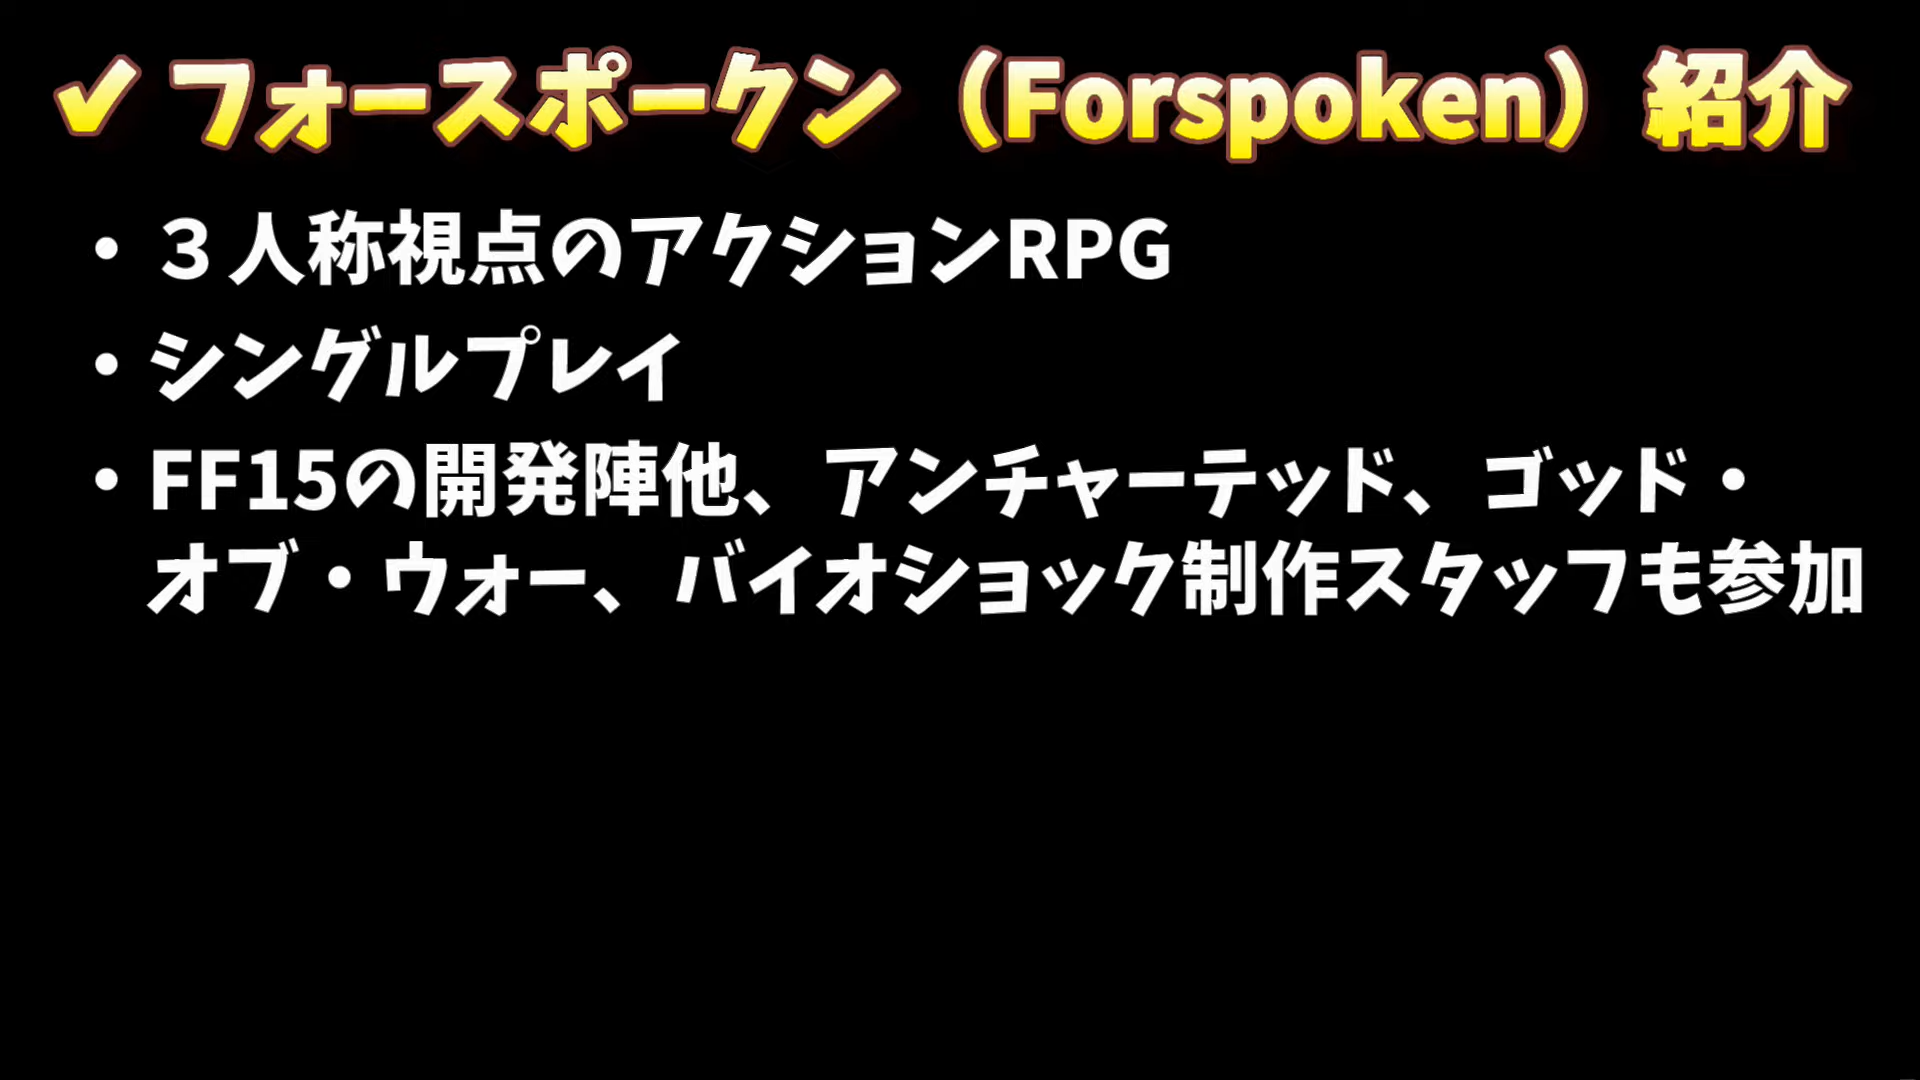 ✓フォースポークン（Forspoken）紹介
・３人称視点のアクションRPG
・シングルプレイ
・FF15の開発陣他、アンチャーテッド、ゴッド・
オブ・ウォー、バイオショック制作スタッフも参加